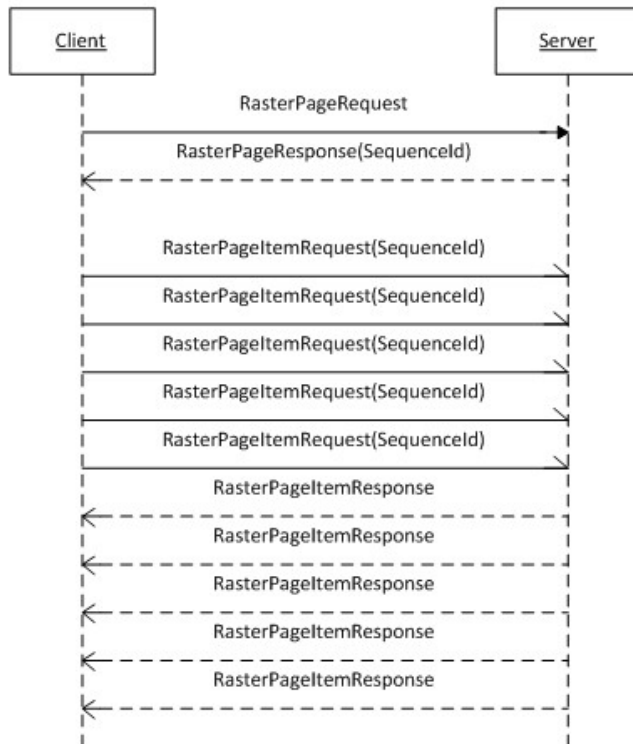 Client
Server
RasterPageRequest
RasterPageResponse(SequenceId)
RasterPageItemRequest(SequenceId)
RasterPageItemRequest(SequenceId)
RasterPageItemRequest(SequenceId)
RasterPageItemRequest(SequenceId)
RasterPageItemRequest(SequenceId)
RasterPageItemResponse
RasterPageItemResponse
RasterPageItemResponse
RasterPageItemResponse
RasterPageItemResponse